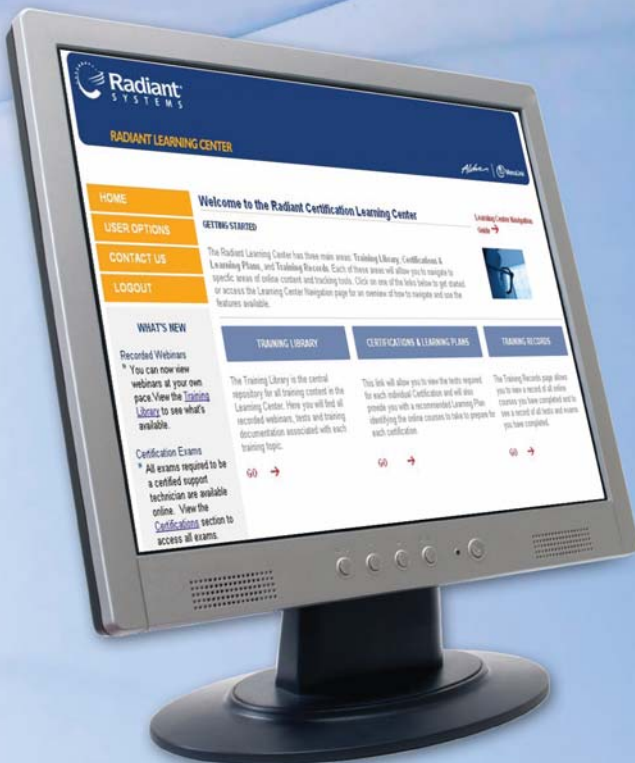 Radiant
SYSTEMS
RADIANT LEARNING CENTER
Aloha
MenuLink
HOME
USER OPTIONS
CONTACT US
LOGOUT
WHAT'S NEW
Recorded Webinars
You can now view
webinars at your own
pace.View the Training
Library to see what's
available.
Certification Exams
All exams required to be
a certified support
technician are available
online. View the
Certifications section to
access all exams.
Welcome to the Radiant Certification Learning Center
GETTING STARTED
Learning Center Navigation
Guide →
The Radiant Learning Center has three main areas: Training Library, Certifications &
Learning Plans, and Training Records. Each of these areas will allow you to navigate to
specific areas of online content and tracking tools. Click on one of the links below to get started
or access the Learning Center Navigation page for an overview of how to navigate and use the
features available.
TRAINING LIBRARY
The Training Library is the central
repository for all training content in the
Learning Center. Here you will find all
recorded webinars, tests and training
documentation associated with each
training topic.
GO →
CERTIFICATIONS & LEARNING PLANS
This link will allow you to view the tests required
for each individual Certification and will also
provide you with a recommended Learning Plan
identifying the online courses to take to prepare for
each certification.
GO →
TRAINING RECORDS
The Training Records page allows
you to view a record of all online
courses you have completed and to
see a record of all tests and exams
you have completed.
GO →